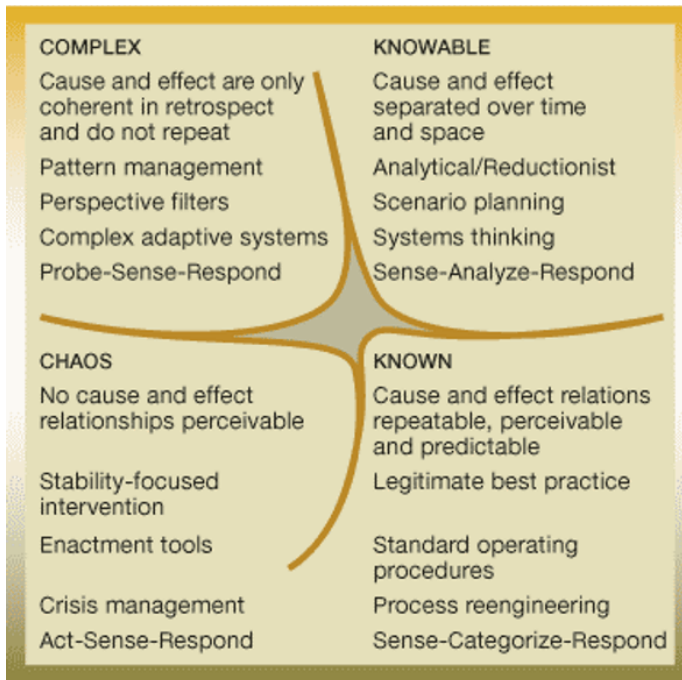 COMPLEX
Cause and effect are only
coherent in retrospect
and do not repeat
Pattern management
Perspective filters
Complex adaptive systems
Probe-Sense-Respond
KNOWABLE
Cause and effect
separated over time
and space
Analytical/Reductionist
Scenario planning
Systems thinking
Sense-Analyze-Respond
CHAOS
No cause and effect
relationships perceivable
Stability-focused
intervention
Enactment tools
Crisis management
Act-Sense-Respond
KNOWN
Cause and effect relations
repeatable, perceivable
and predictable
Legitimate best practice
Standard operating
procedures
Process reengineering
Sense-Categorize-Respond